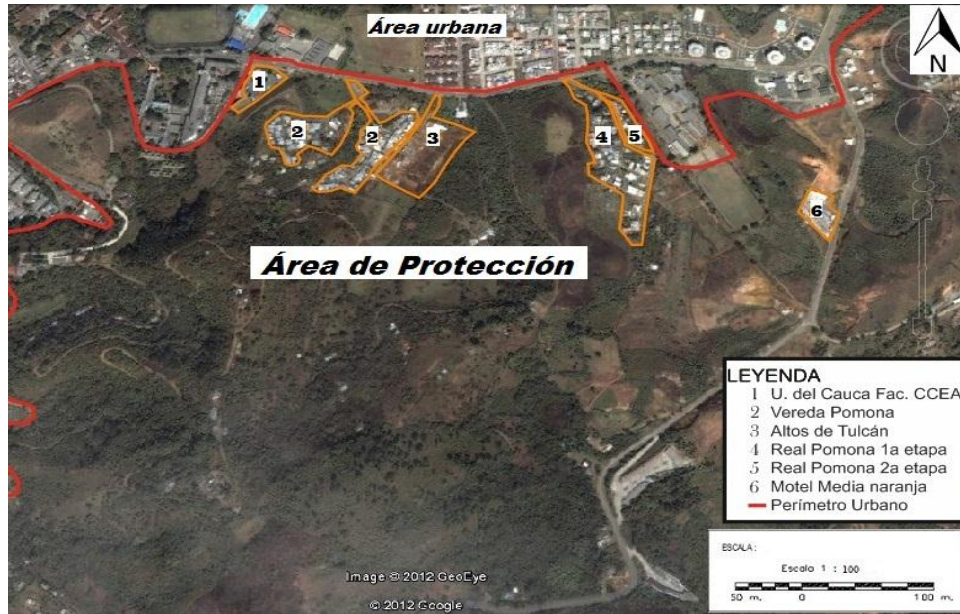 Área urbana
N
1
2
2
3
4
5
6
Área de Protección
LEYENDA
1 U. del Cauca Fac. CCEA
2 Vereda Pomona
3 Altos de Tulcán
4 Real Pomona 1a etapa
5 Real Pomona 2a etapa
6 Motel Media naranja
Perímetro Urbano
ESCALA:
Escala 1 : 100
50 m. 0 100 m.
Image © 2012 GeoEye
© 2012 Google